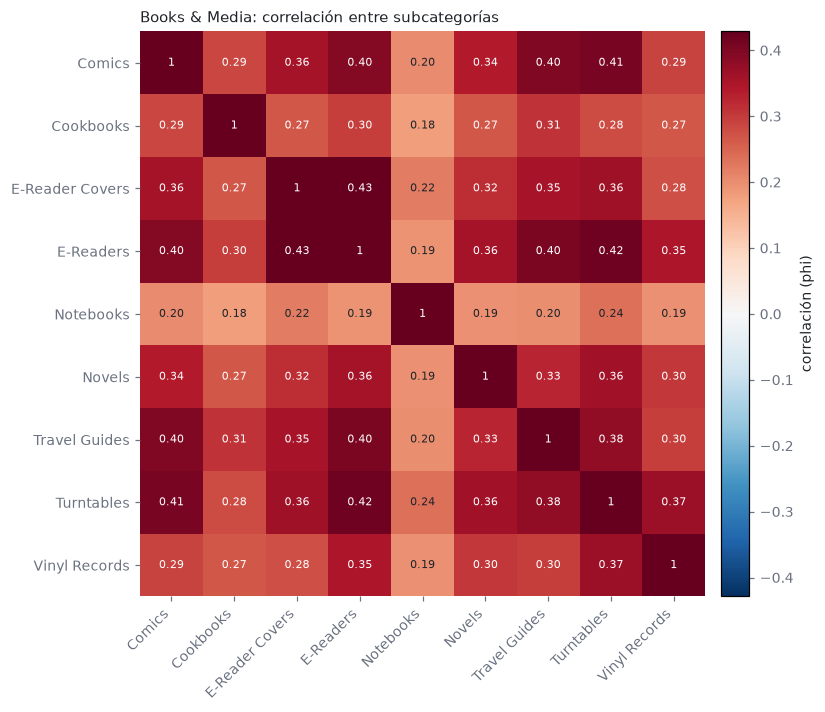 Books & Media: correlación entre subcategorías
Comics 1 0.29 0.36 0.40 0.20 0.34 0.40 0.41 0.29
Cookbooks 0.29 1 0.27 0.30 0.18 0.27 0.31 0.28 0.27
E-Reader Covers 0.36 0.27 1 0.43 0.22 0.32 0.35 0.36 0.28
E-Readers 0.40 0.30 0.43 1 0.19 0.36 0.40 0.42 0.35
Notebooks 0.20 0.18 0.22 0.19 1 0.19 0.20 0.24 0.19
Novels 0.34 0.27 0.32 0.36 0.19 1 0.33 0.36 0.30
Travel Guides 0.40 0.31 0.35 0.40 0.20 0.33 1 0.38 0.30
Turntables 0.41 0.28 0.36 0.42 0.24 0.36 0.38 1 0.37
Vinyl Records 0.29 0.27 0.28 0.35 0.19 0.30 0.30 0.37 1
Comics
Cookbooks
E-Reader Covers
E-Readers
Notebooks
Novels
Travel Guides
Turntables
Vinyl Records
0.4
0.3
0.2
0.1
0.0
−0.1
−0.2
−0.3
−0.4
correlación (phi)